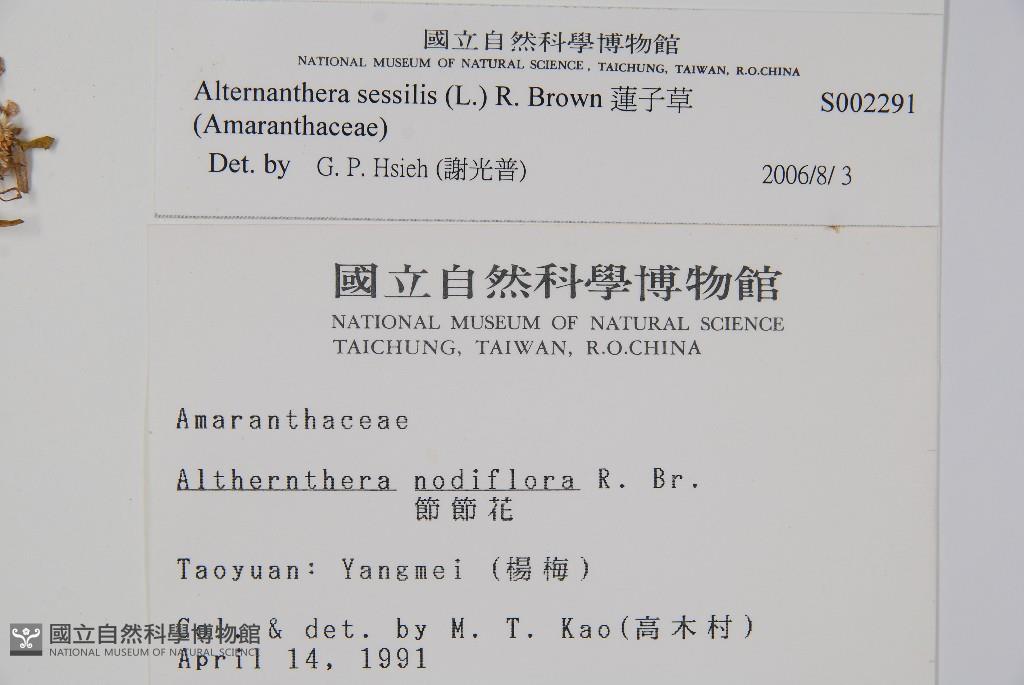 國立自然科學博物館
NATIONAL MUSEUM OF NATURAL SCIENCE, TAICHUNG, TAIWAN, R.O.CHINA
Alternanthera sessilis (L.) R. Brown 蓮子草 S002291
(Amaranthaceae)
Det. by G. P. Hsieh (謝光普) 2006/8/ 3
國立自然科學博物館
NATIONAL MUSEUM OF NATURAL SCIENCE
TAICHUNG, TAIWAN, R.O.CHINA
Amaranthaceae
Althernthera nodiflora R. Br.
節節花
Taoyuan: Yangmei (楊梅)
Col. & det. by M. T. Kao(高木村)
April 14, 1991
國立自然科學博物館
NATIONAL MUSEUM OF NATURAL SCIENCE